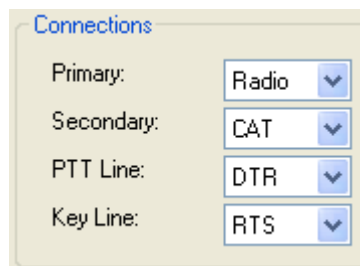 Connections
Primary: Radio
Secondary: CAT
PTT Line: DTR
Key Line: RTS